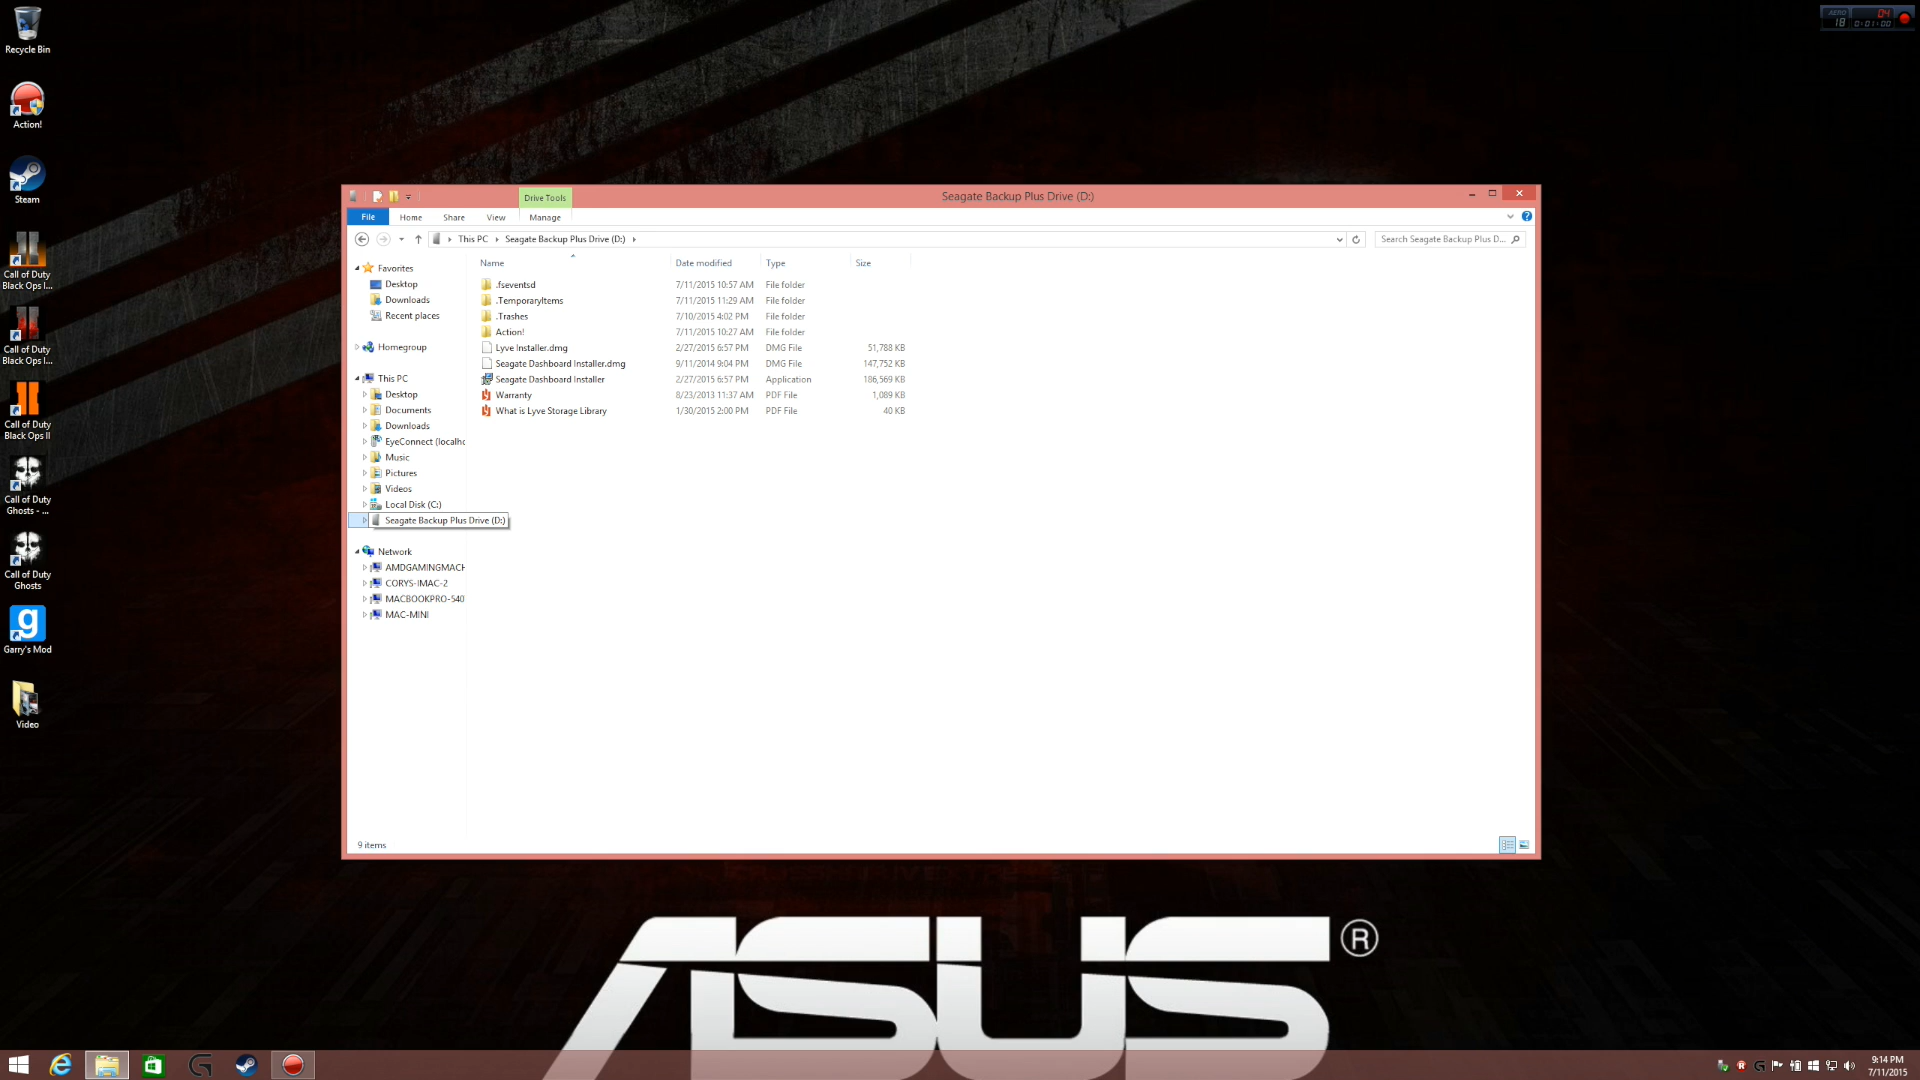 Recycle Bin
Action!
Steam
Call of Duty
Black Ops I...
Call of Duty
Black Ops I...
Call of Duty
Black Ops II
Call of Duty
Ghosts - ...
Call of Duty
Ghosts
Garry's Mod
Video
AERO
18
04
0:01:00
Drive Tools
Seagate Backup Plus Drive (D:)
File Home Share View Manage
This PC Seagate Backup Plus Drive (D:)
Search Seagate Backup Plus D...
Favorites
Desktop
Downloads
Recent places
Homegroup
This PC
Desktop
Documents
Downloads
EyeConnect (localho
Music
Pictures
Videos
Local Disk (C:)
Seagate Backup Plus Drive (D:)
Network
AMDGAMINGMACH
CORYS-IMAC-2
MACBOOKPRO-540
MAC-MINI
Name Date modified Type Size
.fseventsd 7/11/2015 10:57 AM File folder
.TemporaryItems 7/11/2015 11:29 AM File folder
.Trashes 7/10/2015 4:02 PM File folder
Action! 7/11/2015 10:27 AM File folder
Lyve Installer.dmg 2/27/2015 6:57 PM DMG File 51,788 KB
Seagate Dashboard Installer.dmg 9/11/2014 9:04 PM DMG File 147,752 KB
Seagate Dashboard Installer 2/27/2015 6:57 PM Application 186,569 KB
Warranty 8/23/2013 11:37 AM PDF File 1,089 KB
What is Lyve Storage Library 1/30/2015 2:00 PM PDF File 40 KB
9 items
ASUS®
9:14 PM
7/11/2015